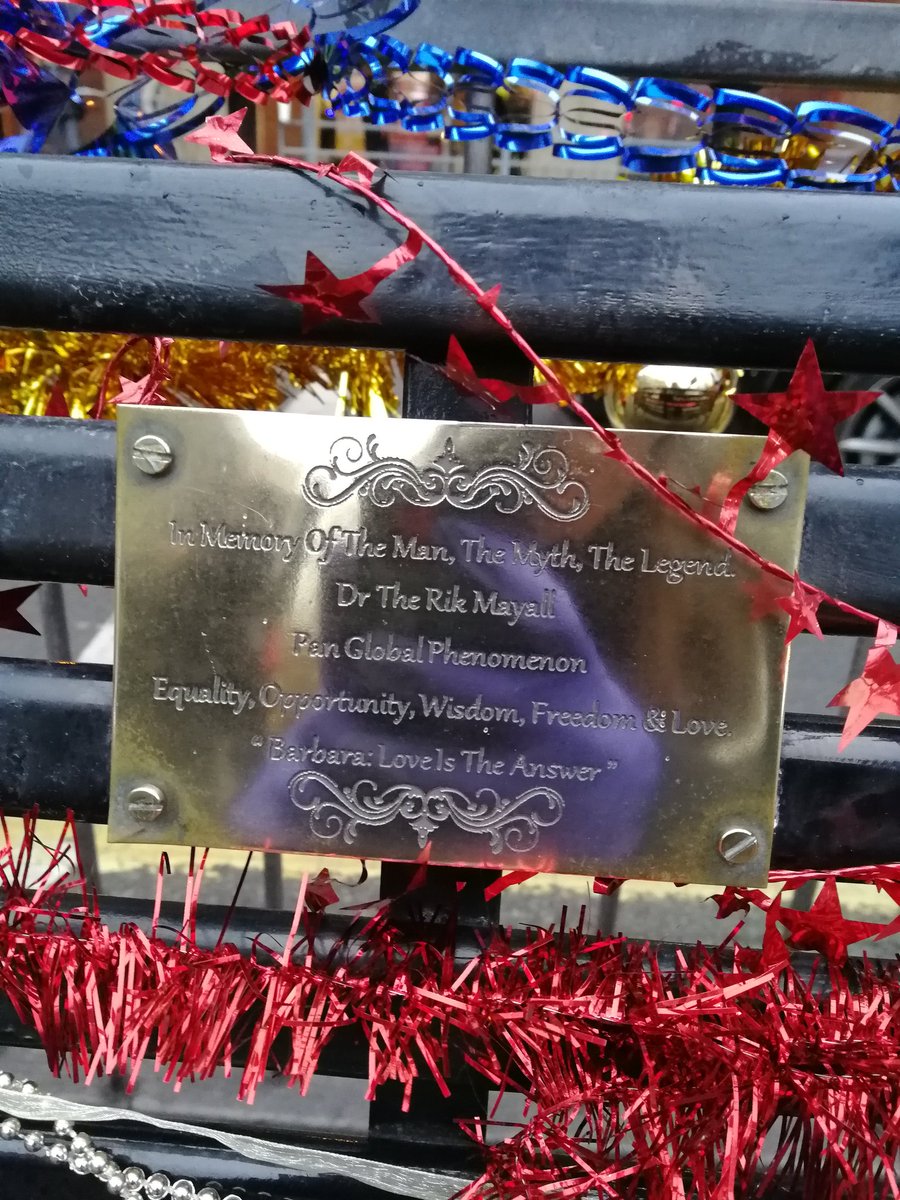 In Memory Of The Man, The Myth, The Legend.
Dr The Rik Mayall
Pan Global Phenomenon
Equality, Opportunity, Wisdom, Freedom & Love.
“Barbara: Love Is The Answer”